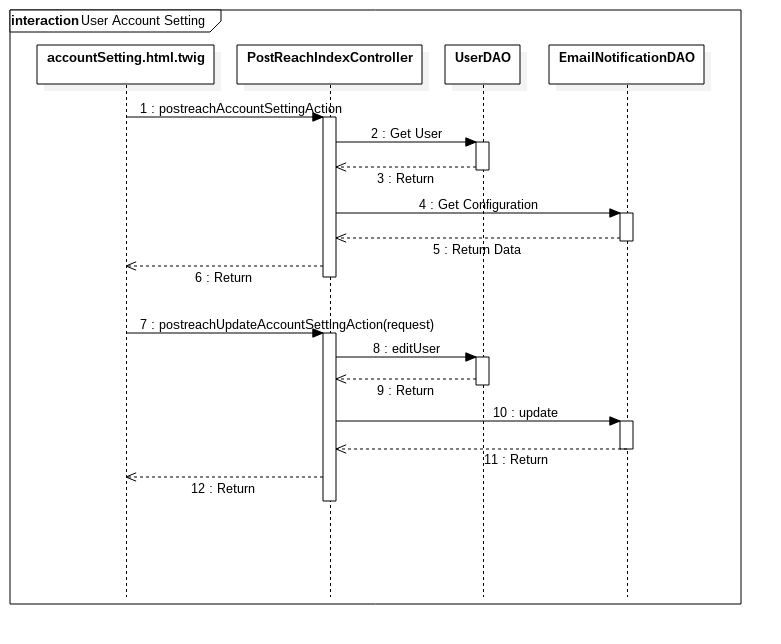 interaction User Account Setting
accountSetting.html.twig
PostReachIndexController
UserDAO
EmailNotificationDAO
1 : postreachAccountSettingAction
2 : Get User
3 : Return
4 : Get Configuration
5 : Return Data
6 : Return
7 : postreachUpdateAccountSettingAction(request)
8 : editUser
9 : Return
10 : update
11 : Return
12 : Return